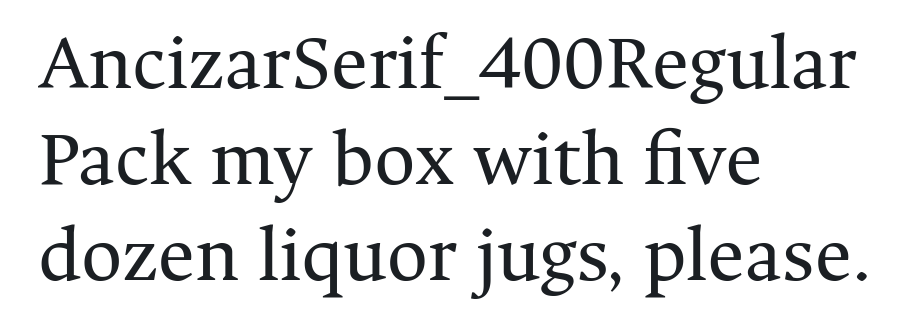 AncizarSerif_400Regular
Pack my box with five
dozen liquor jugs, please.